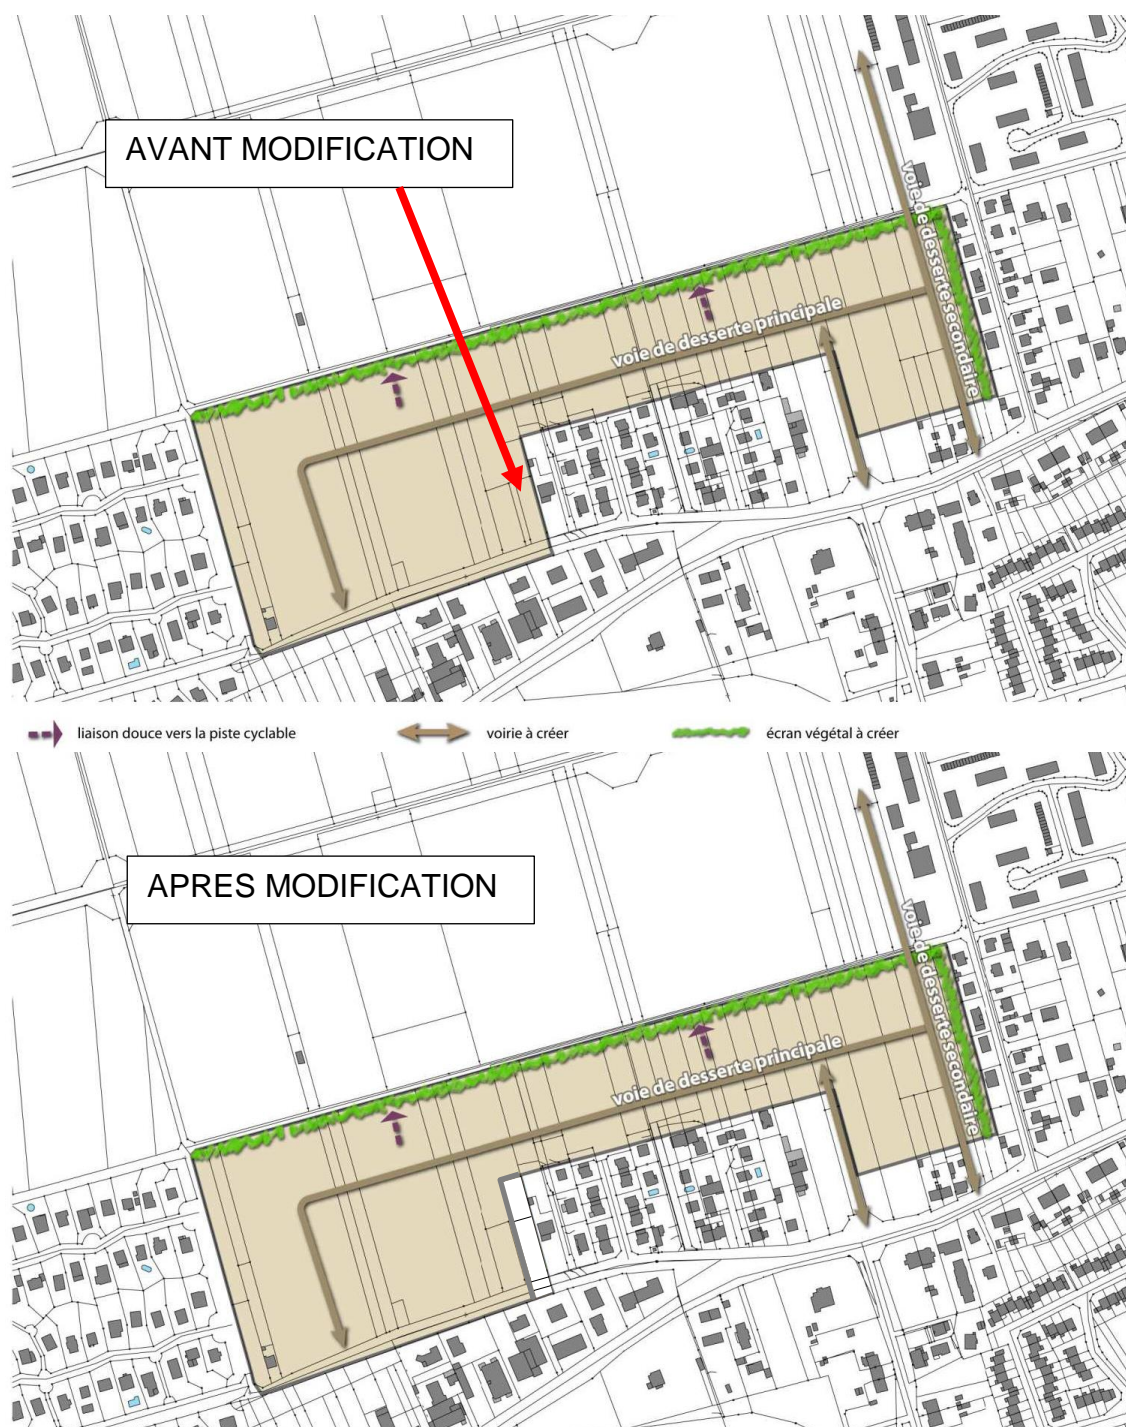 AVANT MODIFICATION
voie de desserte secondaire
voie de desserte principale
liaison douce vers la piste cyclable
voirie à créer
écran végétal à créer
APRES MODIFICATION
voie de desserte secondaire
voie de desserte principale